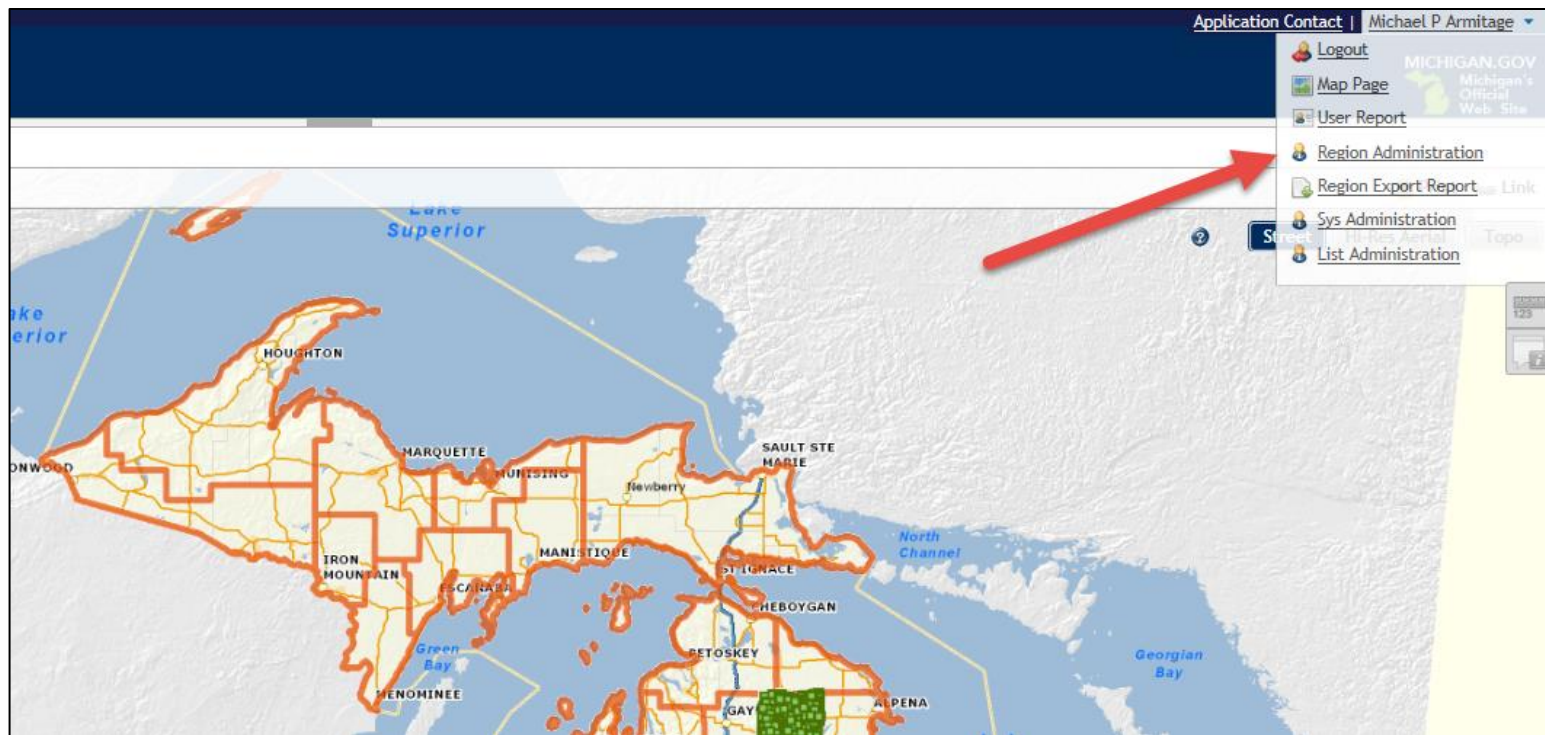 Application Contact | Michael P Armitage
Logout
MICHIGAN.GOV
Michigan's
Official
Web Site
Map Page
User Report
Region Administration
Region Export Report
Link
Sys Administration
Street
Hi-Res Aerial
Topo
List Administration
123
Lake
Superior
ake
erior
HOUGHTON
MARQUETTE
MUNISING
SAULT STE
MARIE
ONWOOD
Newberry
North
Channel
IRON
MOUNTAIN
MANISTIQUE
ST IGNACE
ESCANABA
HEBOYGAN
Green
Bay
PETOSKEY
Georgian
Bay
MENOMINEE
GAY
ALPENA